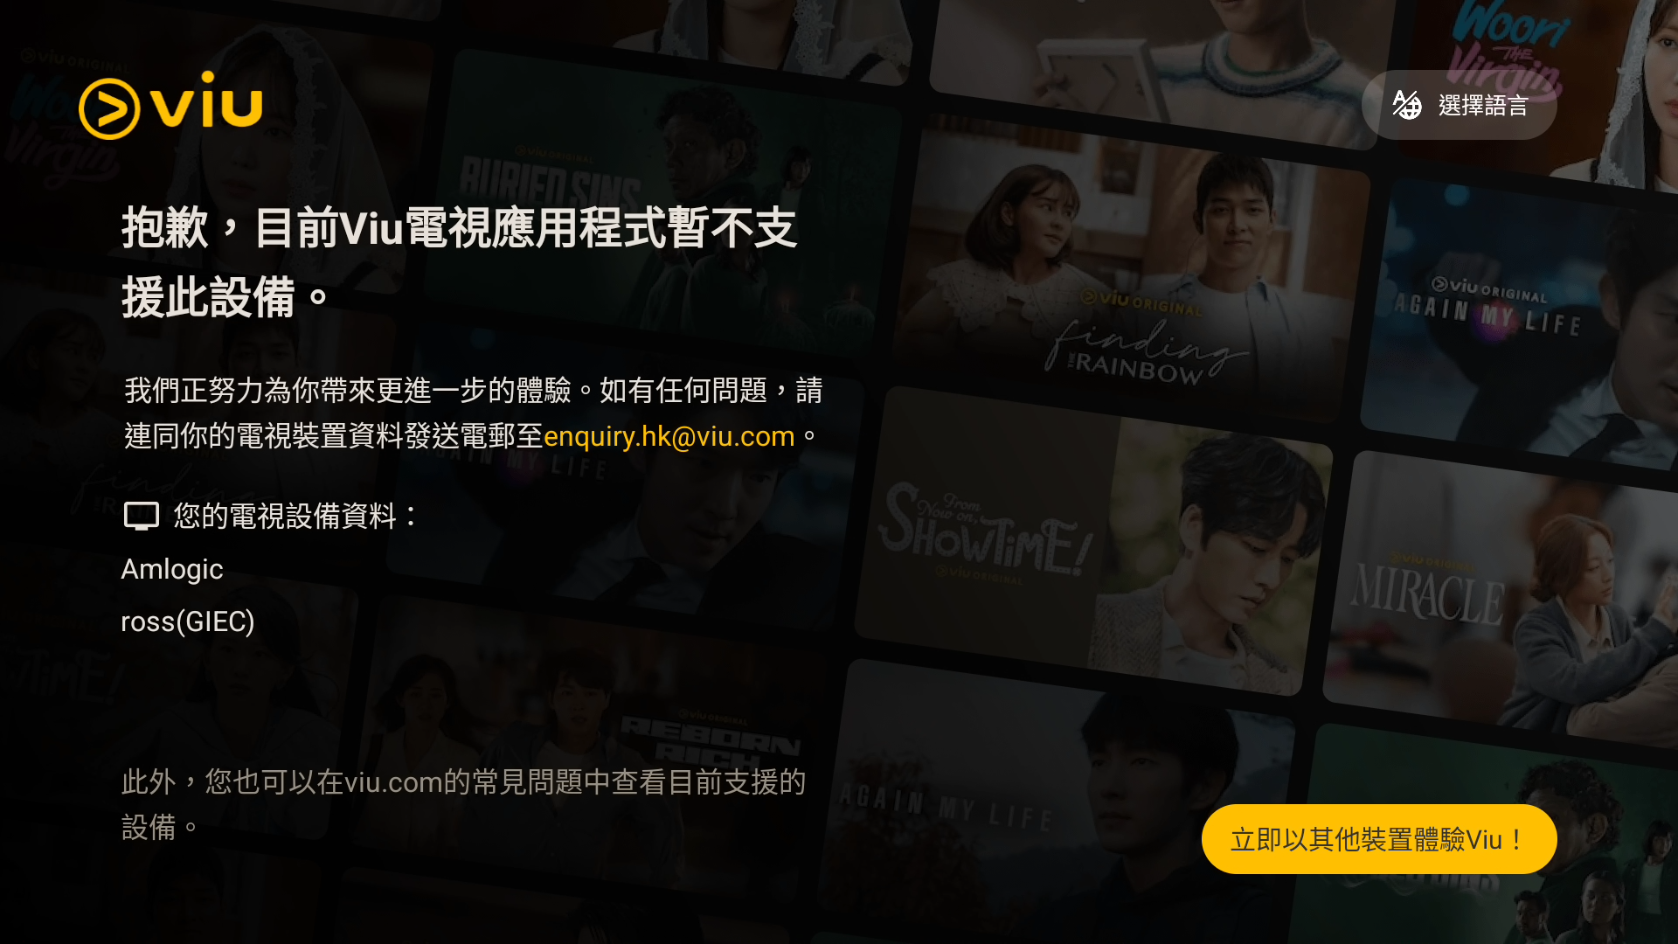 viu
選擇語言
抱歉，目前Viu電視應用程式暫不支
援此設備。
我們正努力為你帶來更進一步的體驗。如有任何問題，請
連同你的電視裝置資料發送電郵至enquiry.hk@viu.com。
您的電視設備資料：
Amlogic
ross(GIEC)
此外，您也可以在viu.com的常見問題中查看目前支援的
設備。
立即以其他裝置體驗Viu！
Woori
THE
Virgin
viu ORIGINAL
BURIED SINS
viu ORIGINAL
finding
THE RAINBOW
viu ORIGINAL
AGAIN MY LIFE
From
Now on,
SHOWTiME!
viu ORIGINAL
viu ORIGINAL
MIRACLE
viu ORIGINAL
REBORN
RICH
AGAIN MY LIFE